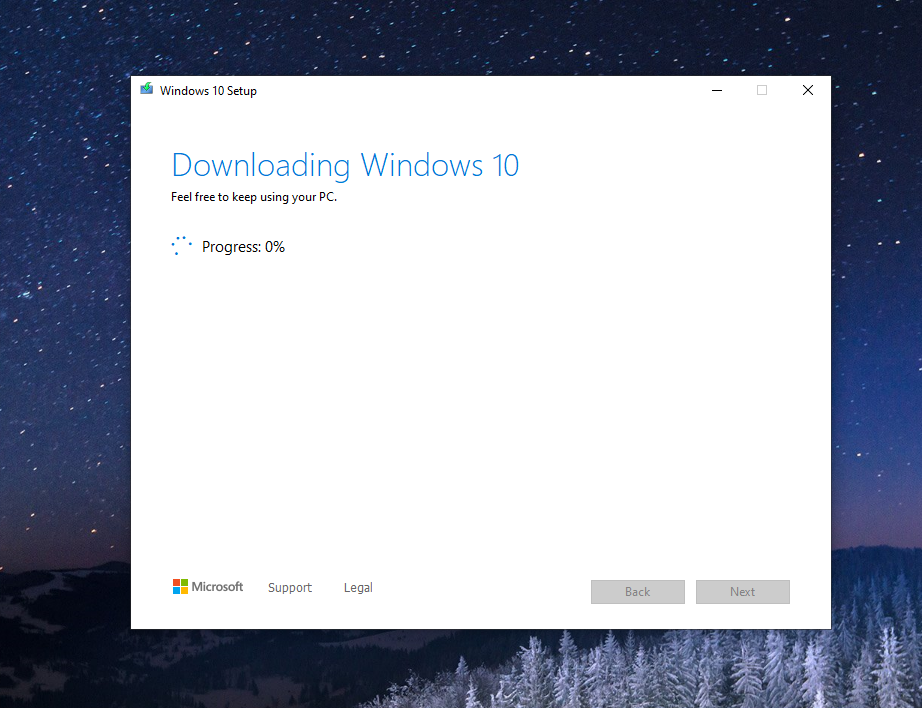 Windows 10 Setup
Downloading Windows 10
Feel free to keep using your PC.
Progress: 0%
Microsoft Support Legal Back Next